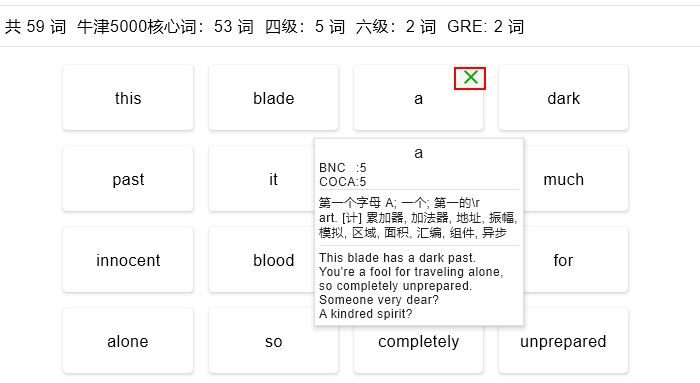 共 59 词 牛津5000核心词：53 词 四级：5 词 六级：2 词 GRE: 2 词
this blade a dark
past it much
a
BNC :5
COCA:5
第一个字母 A; 一个; 第一的\r
art. [计] 累加器, 加法器, 地址, 振幅,
模拟, 区域, 面积, 汇编, 组件, 异步
This blade has a dark past.
You're a fool for traveling alone,
so completely unprepared.
Someone very dear?
A kindred spirit?
innocent blood for
alone so completely unprepared